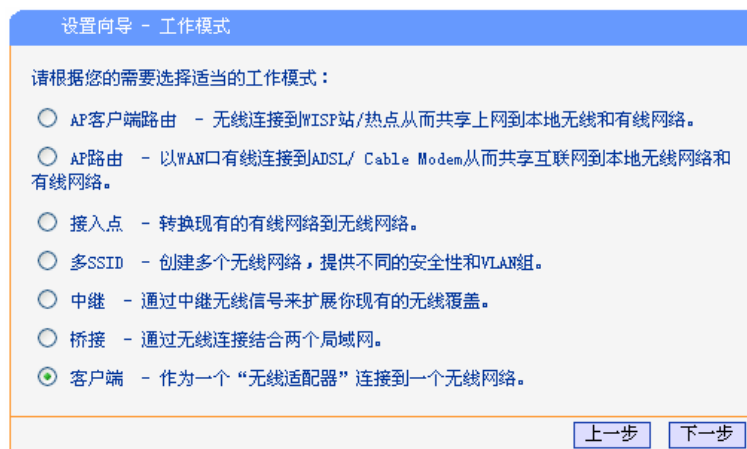 设置向导 - 工作模式
请根据您的需要选择适当的工作模式：
AP客户端路由 - 无线连接到WISP站/热点从而共享上网到本地无线和有线网络。
AP路由 - 以WAN口有线连接到ADSL/ Cable Modem从而共享互联网到本地无线网络和
有线网络。
接入点 - 转换现有的有线网络到无线网络。
多SSID - 创建多个无线网络，提供不同的安全性和VLAN组。
中继 - 通过中继无线信号来扩展你现有的无线覆盖。
桥接 - 通过无线连接结合两个局域网。
客户端 - 作为一个“无线适配器”连接到一个无线网络。
上一步 下一步